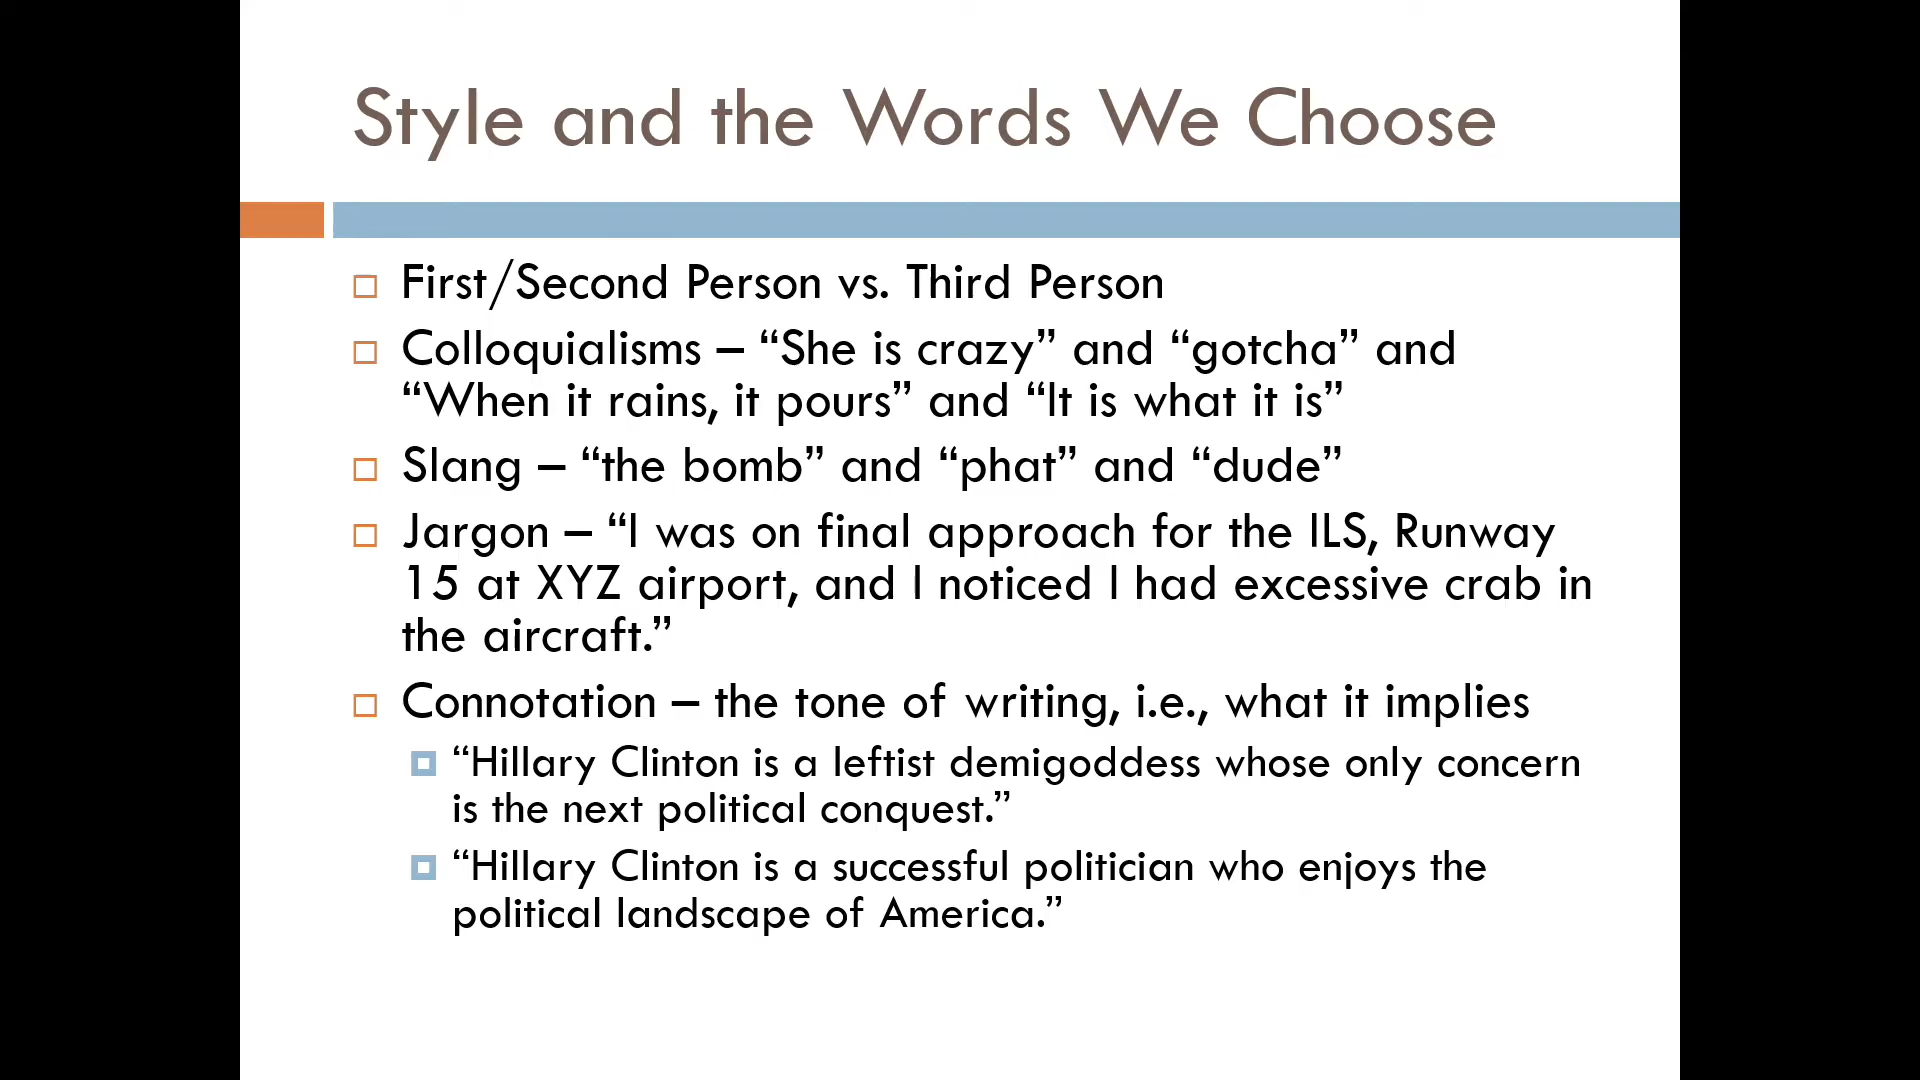 Style and the Words We Choose
First/Second Person vs. Third Person
Colloquialisms – “She is crazy” and “gotcha” and
“When it rains, it pours” and “It is what it is”
Slang – “the bomb” and “phat” and “dude”
Jargon – “I was on final approach for the ILS, Runway
15 at XYZ airport, and I noticed I had excessive crab in
the aircraft.”
Connotation – the tone of writing, i.e., what it implies
“Hillary Clinton is a leftist demigoddess whose only concern
is the next political conquest.”
“Hillary Clinton is a successful politician who enjoys the
political landscape of America.”